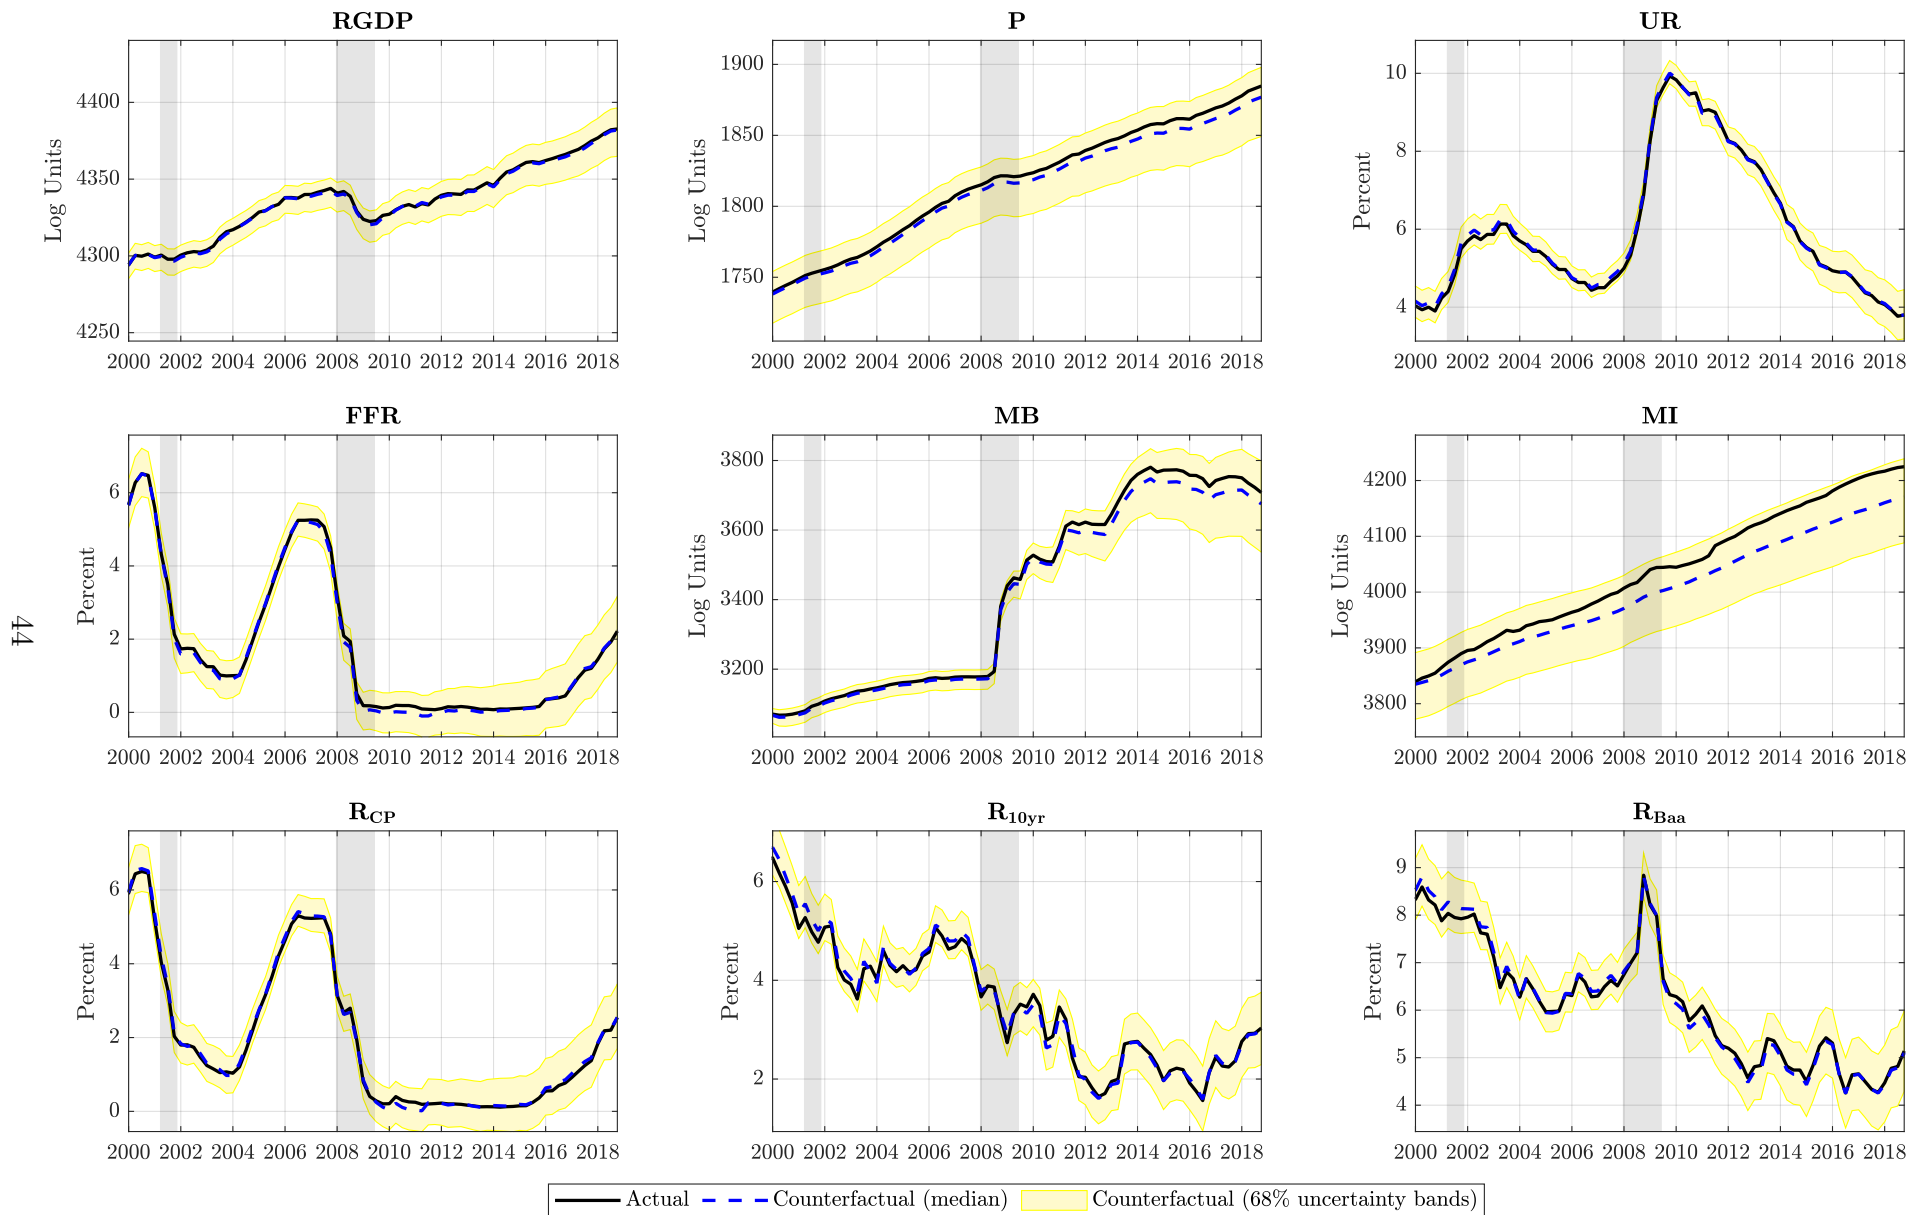 RGDP
P
UR
4400
4350
4300
4250
Log Units
2000 2002 2004 2006 2008 2010 2012 2014 2016 2018
1900
1850
1800
1750
Log Units
2000 2002 2004 2006 2008 2010 2012 2014 2016 2018
10
8
6
4
Percent
2000 2002 2004 2006 2008 2010 2012 2014 2016 2018
FFR
MB
MI
6
4
2
0
Percent
2000 2002 2004 2006 2008 2010 2012 2014 2016 2018
3800
3600
3400
3200
Log Units
2000 2002 2004 2006 2008 2010 2012 2014 2016 2018
4200
4100
4000
3900
3800
Log Units
2000 2002 2004 2006 2008 2010 2012 2014 2016 2018
44
R_CP
R_10yr
R_Baa
6
4
2
0
Percent
2000 2002 2004 2006 2008 2010 2012 2014 2016 2018
6
4
2
Percent
2000 2002 2004 2006 2008 2010 2012 2014 2016 2018
9
8
7
6
5
4
Percent
2000 2002 2004 2006 2008 2010 2012 2014 2016 2018
Actual Counterfactual (median) Counterfactual (68% uncertainty bands)